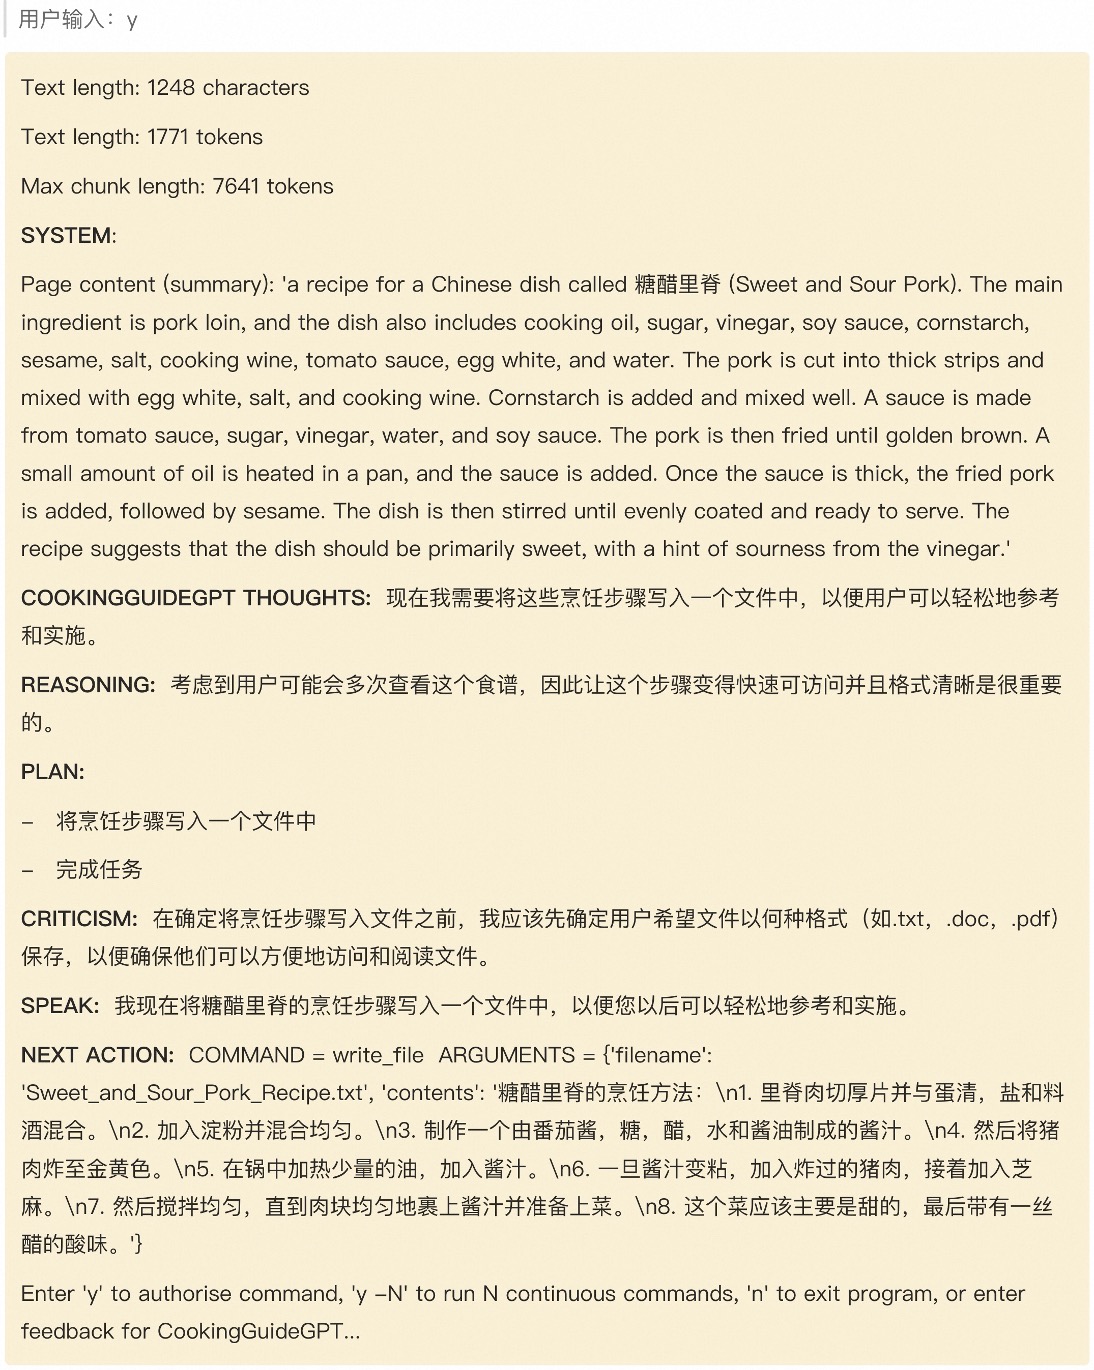 用户输入：y
Text length: 1248 characters
Text length: 1771 tokens
Max chunk length: 7641 tokens
SYSTEM:
Page content (summary): 'a recipe for a Chinese dish called 糖醋里脊 (Sweet and Sour Pork). The main
ingredient is pork loin, and the dish also includes cooking oil, sugar, vinegar, soy sauce, cornstarch,
sesame, salt, cooking wine, tomato sauce, egg white, and water. The pork is cut into thick strips and
mixed with egg white, salt, and cooking wine. Cornstarch is added and mixed well. A sauce is made
from tomato sauce, sugar, vinegar, water, and soy sauce. The pork is then fried until golden brown. A
small amount of oil is heated in a pan, and the sauce is added. Once the sauce is thick, the fried pork
is added, followed by sesame. The dish is then stirred until evenly coated and ready to serve. The
recipe suggests that the dish should be primarily sweet, with a hint of sourness from the vinegar.'
COOKINGGUIDEGPT THOUGHTS: 现在我需要将这些烹饪步骤写入一个文件中，以便用户可以轻松地参考
和实施。
REASONING: 考虑到用户可能会多次查看这个食谱，因此让这个步骤变得快速可访问并且格式清晰是很重要
的。
PLAN:
– 将烹饪步骤写入一个文件中
– 完成任务
CRITICISM: 在确定将烹饪步骤写入文件之前，我应该先确定用户希望文件以何种格式（如.txt，.doc，.pdf）
保存，以便确保他们可以方便地访问和阅读文件。
SPEAK: 我现在将糖醋里脊的烹饪步骤写入一个文件中，以便您以后可以轻松地参考和实施。
NEXT ACTION: COMMAND = write_file ARGUMENTS = {'filename':
'Sweet_and_Sour_Pork_Recipe.txt', 'contents': '糖醋里脊的烹饪方法：\n1. 里脊肉切厚片并与蛋清，盐和料
酒混合。\n2. 加入淀粉并混合均匀。\n3. 制作一个由番茄酱，糖，醋，水和酱油制成的酱汁。\n4. 然后将猪
肉炸至金黄色。\n5. 在锅中加热少量的油，加入酱汁。\n6. 一旦酱汁变粘，加入炸过的猪肉，接着加入芝
麻。\n7. 然后搅拌均匀，直到肉块均匀地裹上酱汁并准备上菜。\n8. 这个菜应该主要是甜的，最后带有一丝
醋的酸味。'}
Enter 'y' to authorise command, 'y –N' to run N continuous commands, 'n' to exit program, or enter
feedback for CookingGuideGPT...